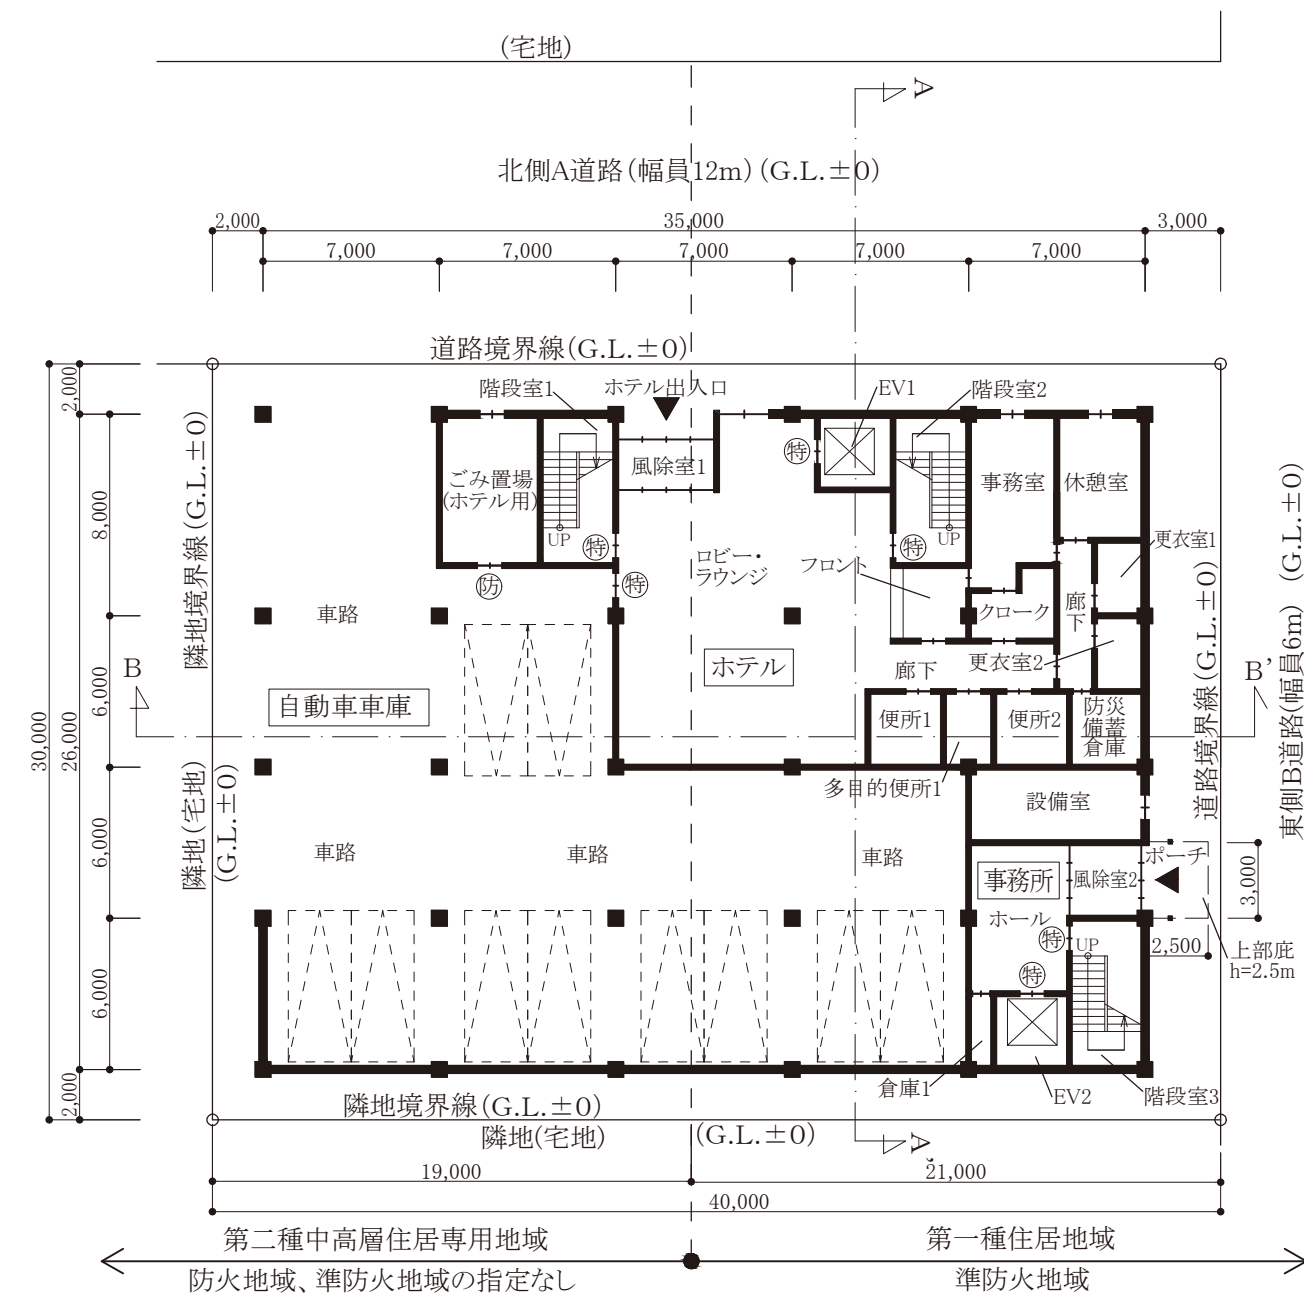 (宅地)
A
北側A道路(幅員12m)(G.L.±0)
2,000
35,000
3,000
7,000
7,000
7,000
7,000
7,000
道路境界線(G.L.±0)
階段室1
ホテル出入口
EV1
階段室2
2,000
8,000
6,000
6,000
6,000
2,000
26,000
30,000
隣地境界線(G.L.±0)
隣地(宅地)
(G.L.±0)
ごみ置場
(ホテル用)
UP
特
防
風除室1
特
特
ロビー・
ラウンジ
フロント
特
UP
事務室
休憩室
更衣室1
クローク
廊
下
更衣室2
廊下
ホテル
車路
自動車車庫
B
B’
便所1
便所2
防災
備蓄
倉庫
多目的便所1
設備室
道路境界線(G.L.±0)
東側B道路(幅員6m)(G.L.±0)
車路
車路
車路
事務所
風除室2
ポーチ
3,000
ホール
特
UP
特
2,500
上部庇
h=2.5m
倉庫1
EV2
階段室3
隣地境界線(G.L.±0)
隣地(宅地)
(G.L.±0)
A’
19,000
21,000
40,000
第二種中高層住居専用地域
第一種住居地域
防火地域、準防火地域の指定なし
準防火地域